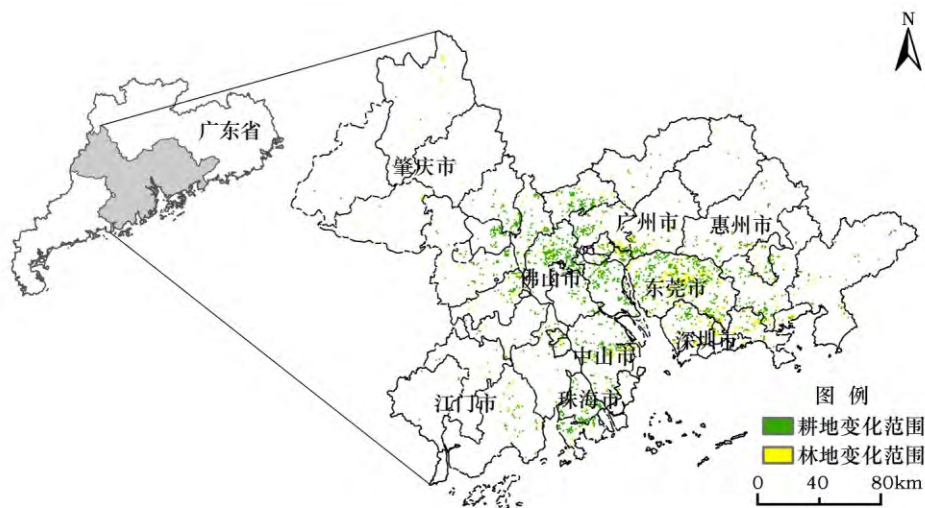 N
广东省
肇庆市
广州市
惠州市
佛山市
东莞市
深圳市
中山市
江门市
珠海市
图 例
耕地变化范围
林地变化范围
0 40 80km